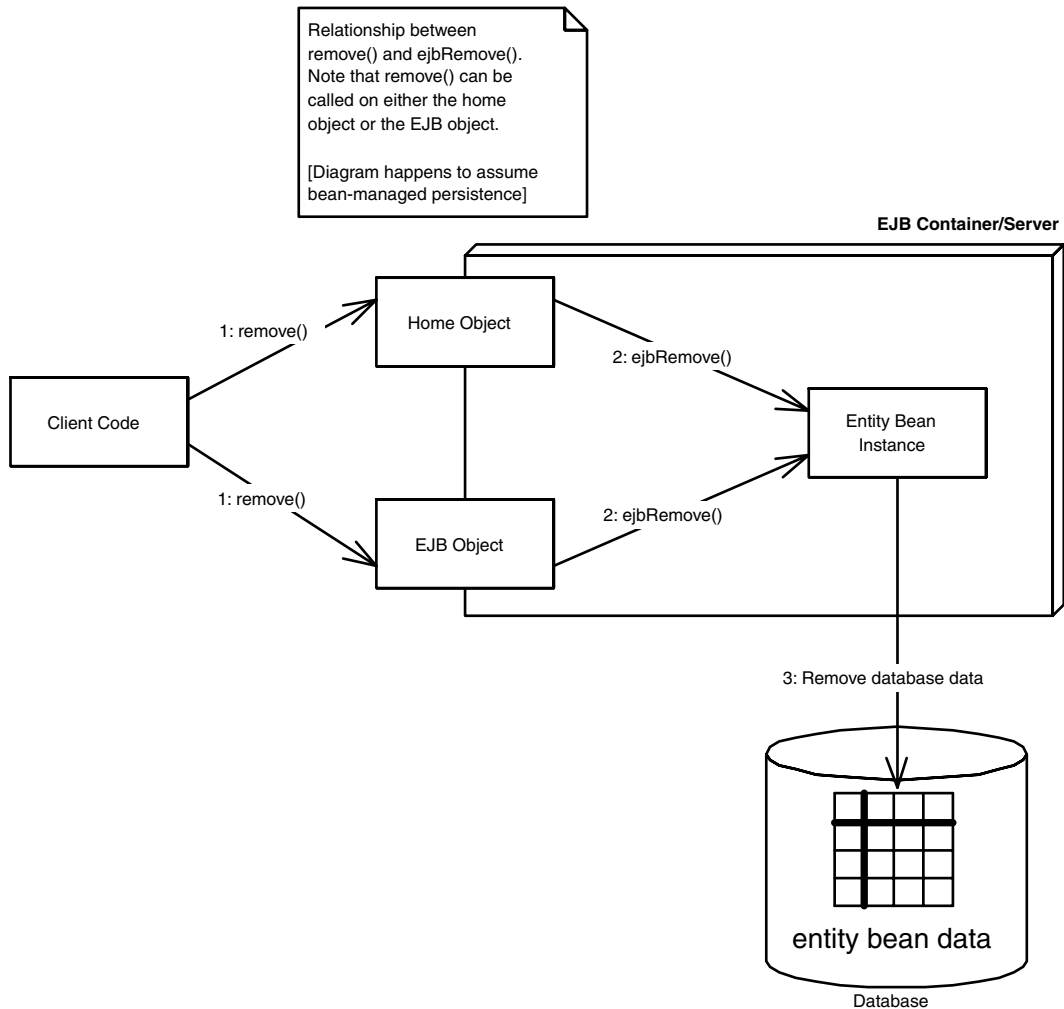 Relationship between
remove() and ejbRemove().
Note that remove() can be
called on either the home
object or the EJB object.
[Diagram happens to assume
bean-managed persistence]
EJB Container/Server
Home Object
1: remove()
2: ejbRemove()
Client Code
Entity Bean
Instance
1: remove()
2: ejbRemove()
EJB Object
3: Remove database data
entity bean data
Database